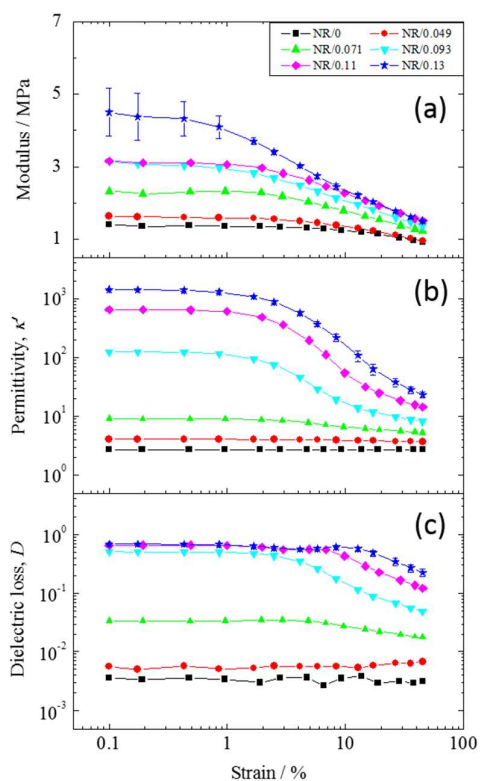 7
NR/0 NR/0.049
NR/0.071 NR/0.093
NR/0.11 NR/0.13
5
3
1
Modulus / MPa
(a)
10³
10²
10¹
10⁰
Permittivity, κ′
(b)
10⁰
10⁻¹
10⁻²
10⁻³
Dielectric loss, D
(c)
0.1 1 10 100
Strain / %